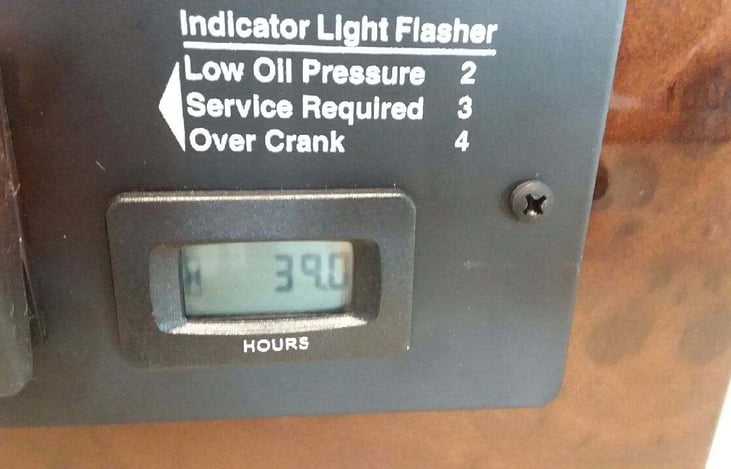 Indicator Light Flasher
Low Oil Pressure 2
Service Required 3
Over Crank 4
39.0
HOURS